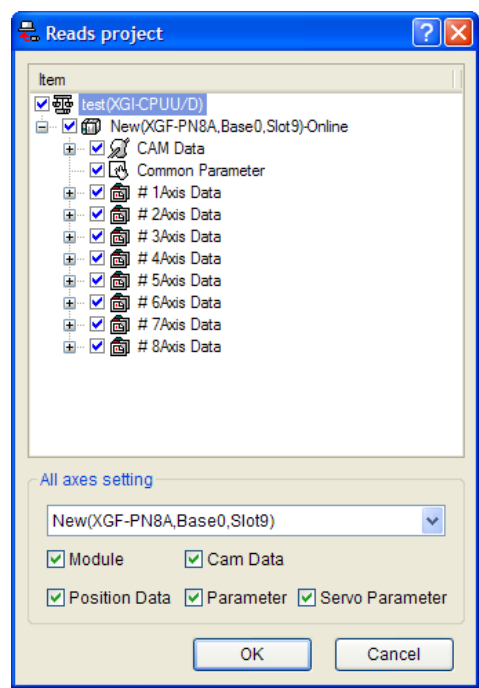 Reads project
Item
test(XGI-CPUU/D)
New(XGF-PN8A,Base0,Slot9)-Online
CAM Data
Common Parameter
# 1Axis Data
# 2Axis Data
# 3Axis Data
# 4Axis Data
# 5Axis Data
# 6Axis Data
# 7Axis Data
# 8Axis Data
All axes setting
New(XGF-PN8A,Base0,Slot9)
Module Cam Data
Position Data Parameter Servo Parameter
OK Cancel